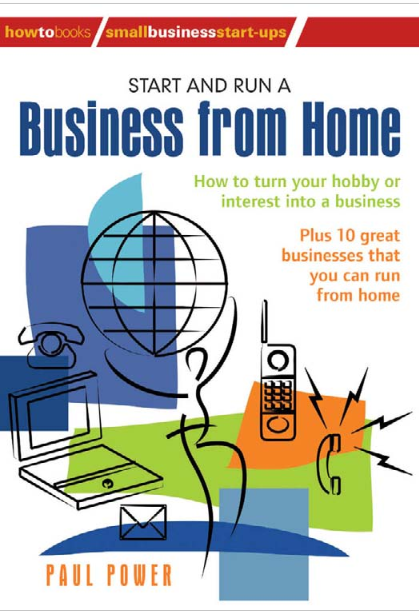 howtobooks smallbusinessstart-ups
START AND RUN A
Business from Home
How to turn your hobby or
interest into a business
Plus 10 great
businesses that
you can run
from home
PAUL POWER